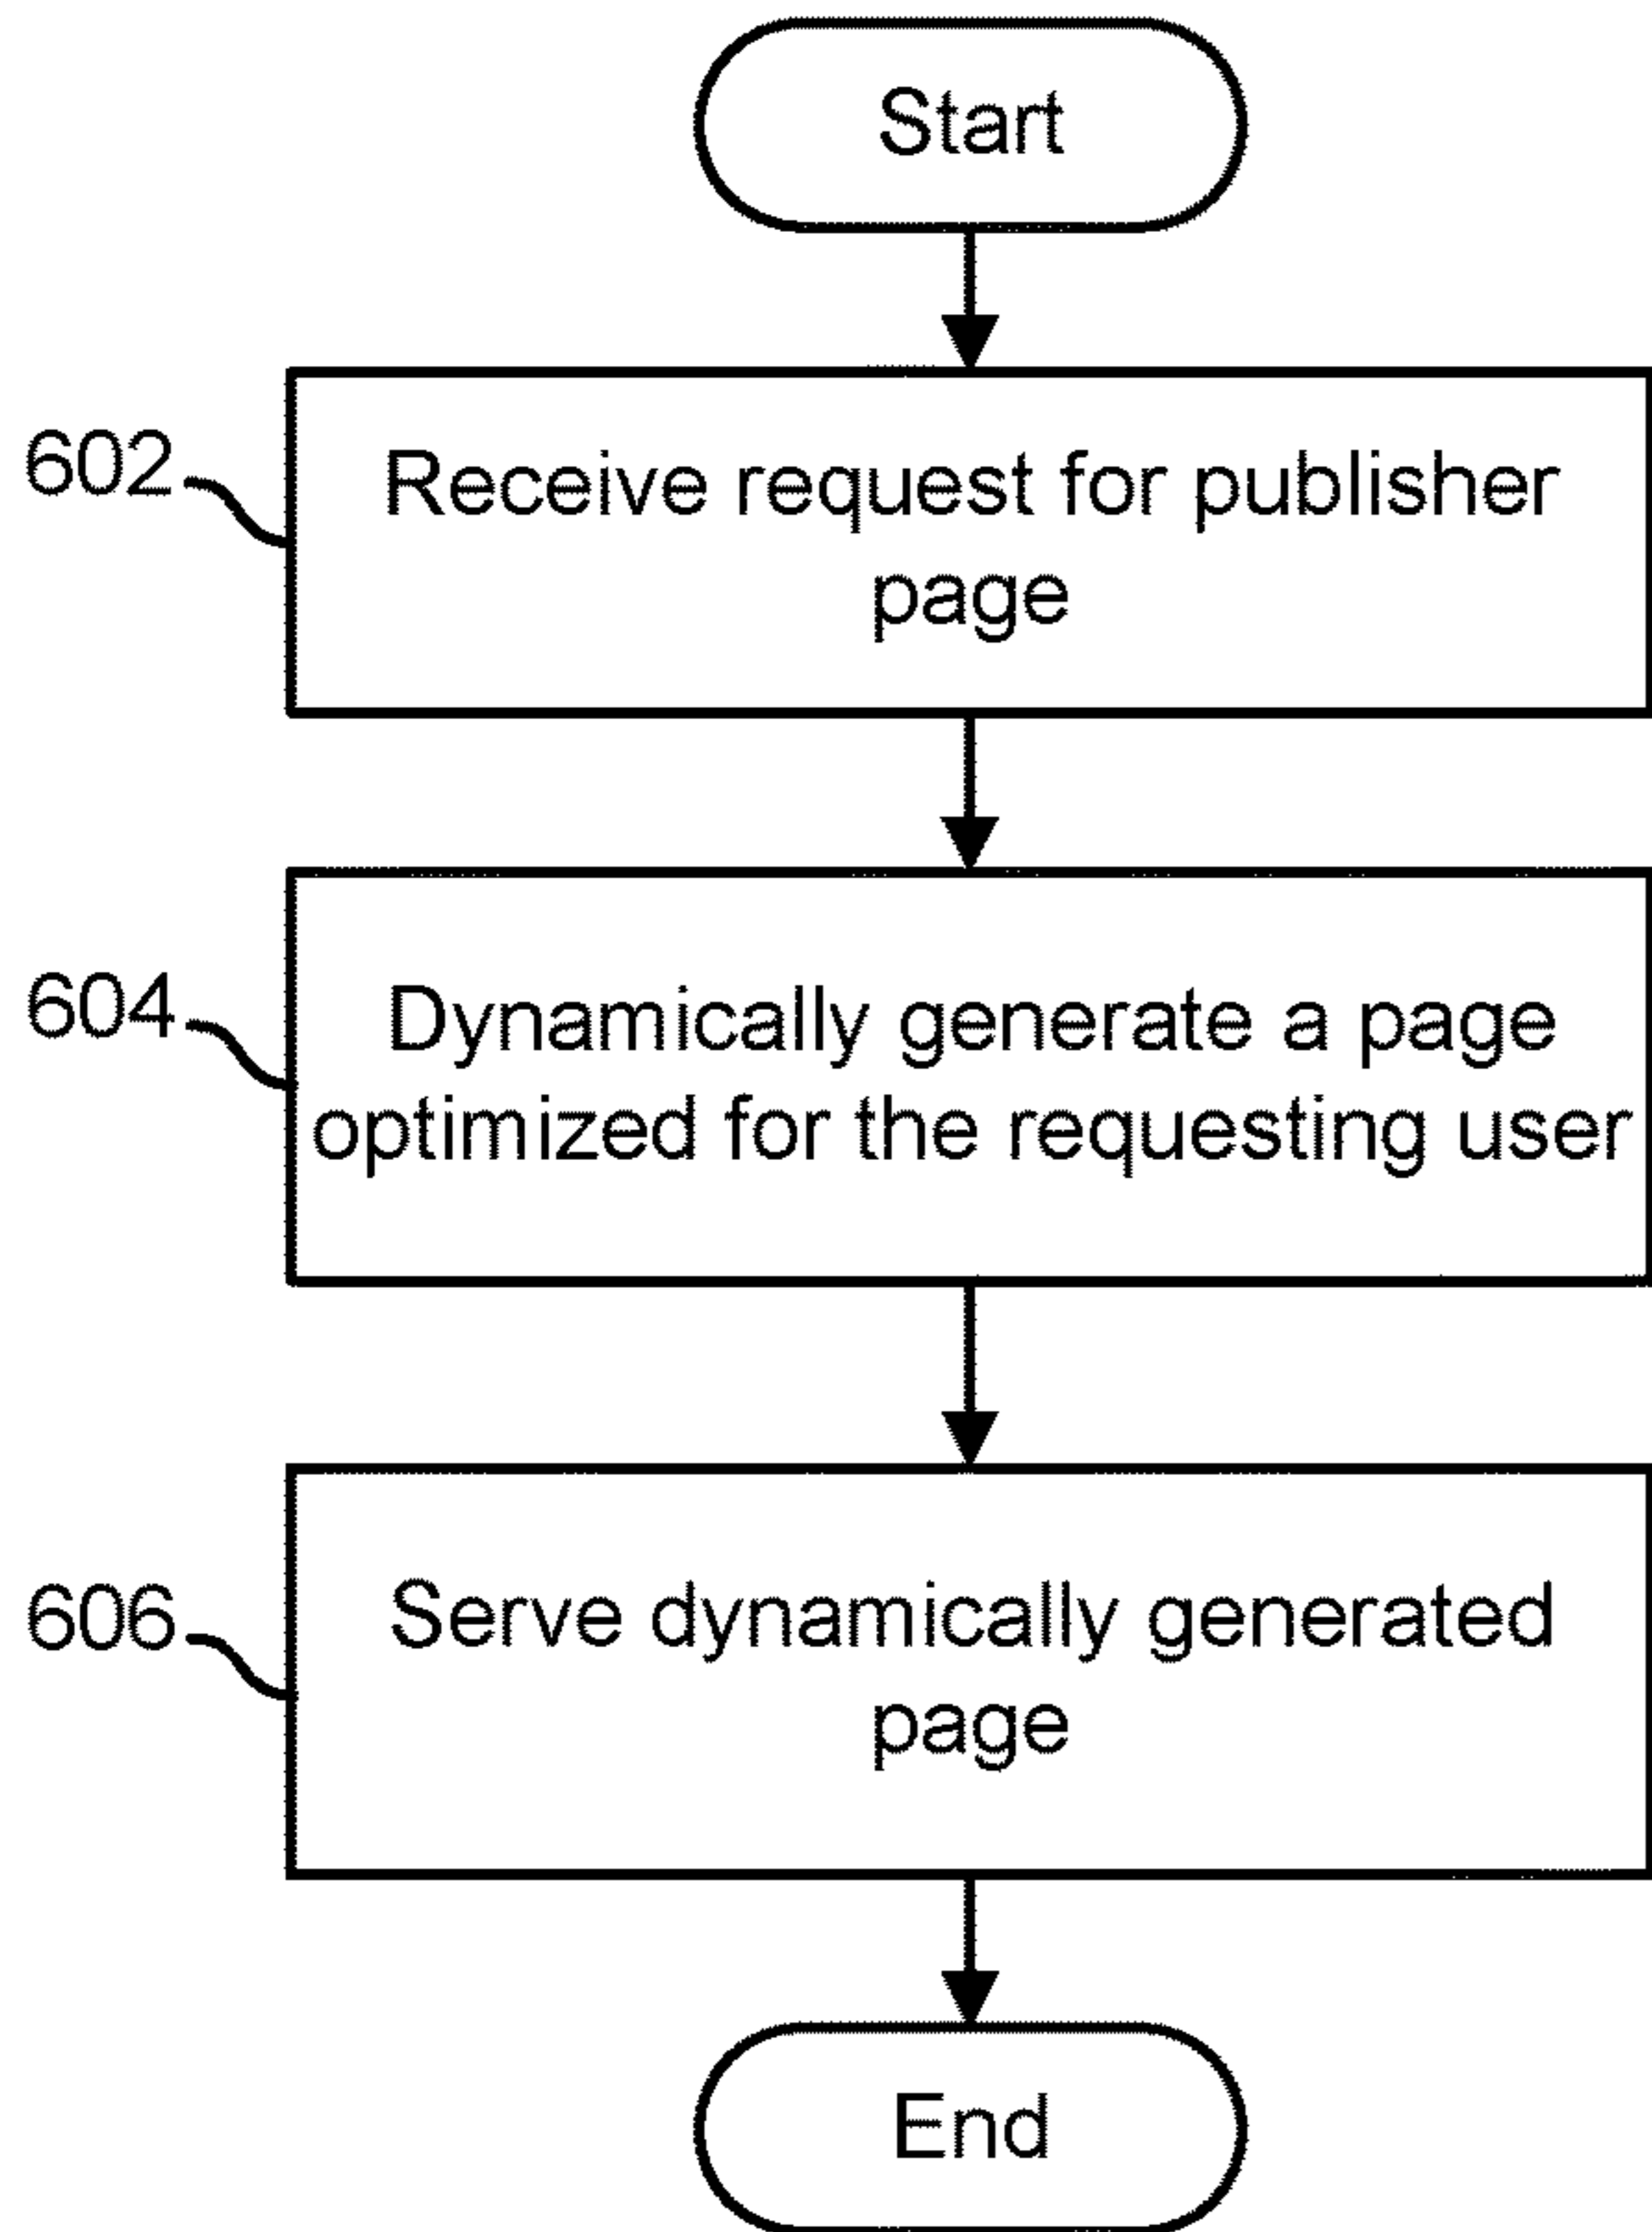 Start
602
Receive request for publisher
page
604
Dynamically generate a page
optimized for the requesting user
606
Serve dynamically generated
page
End